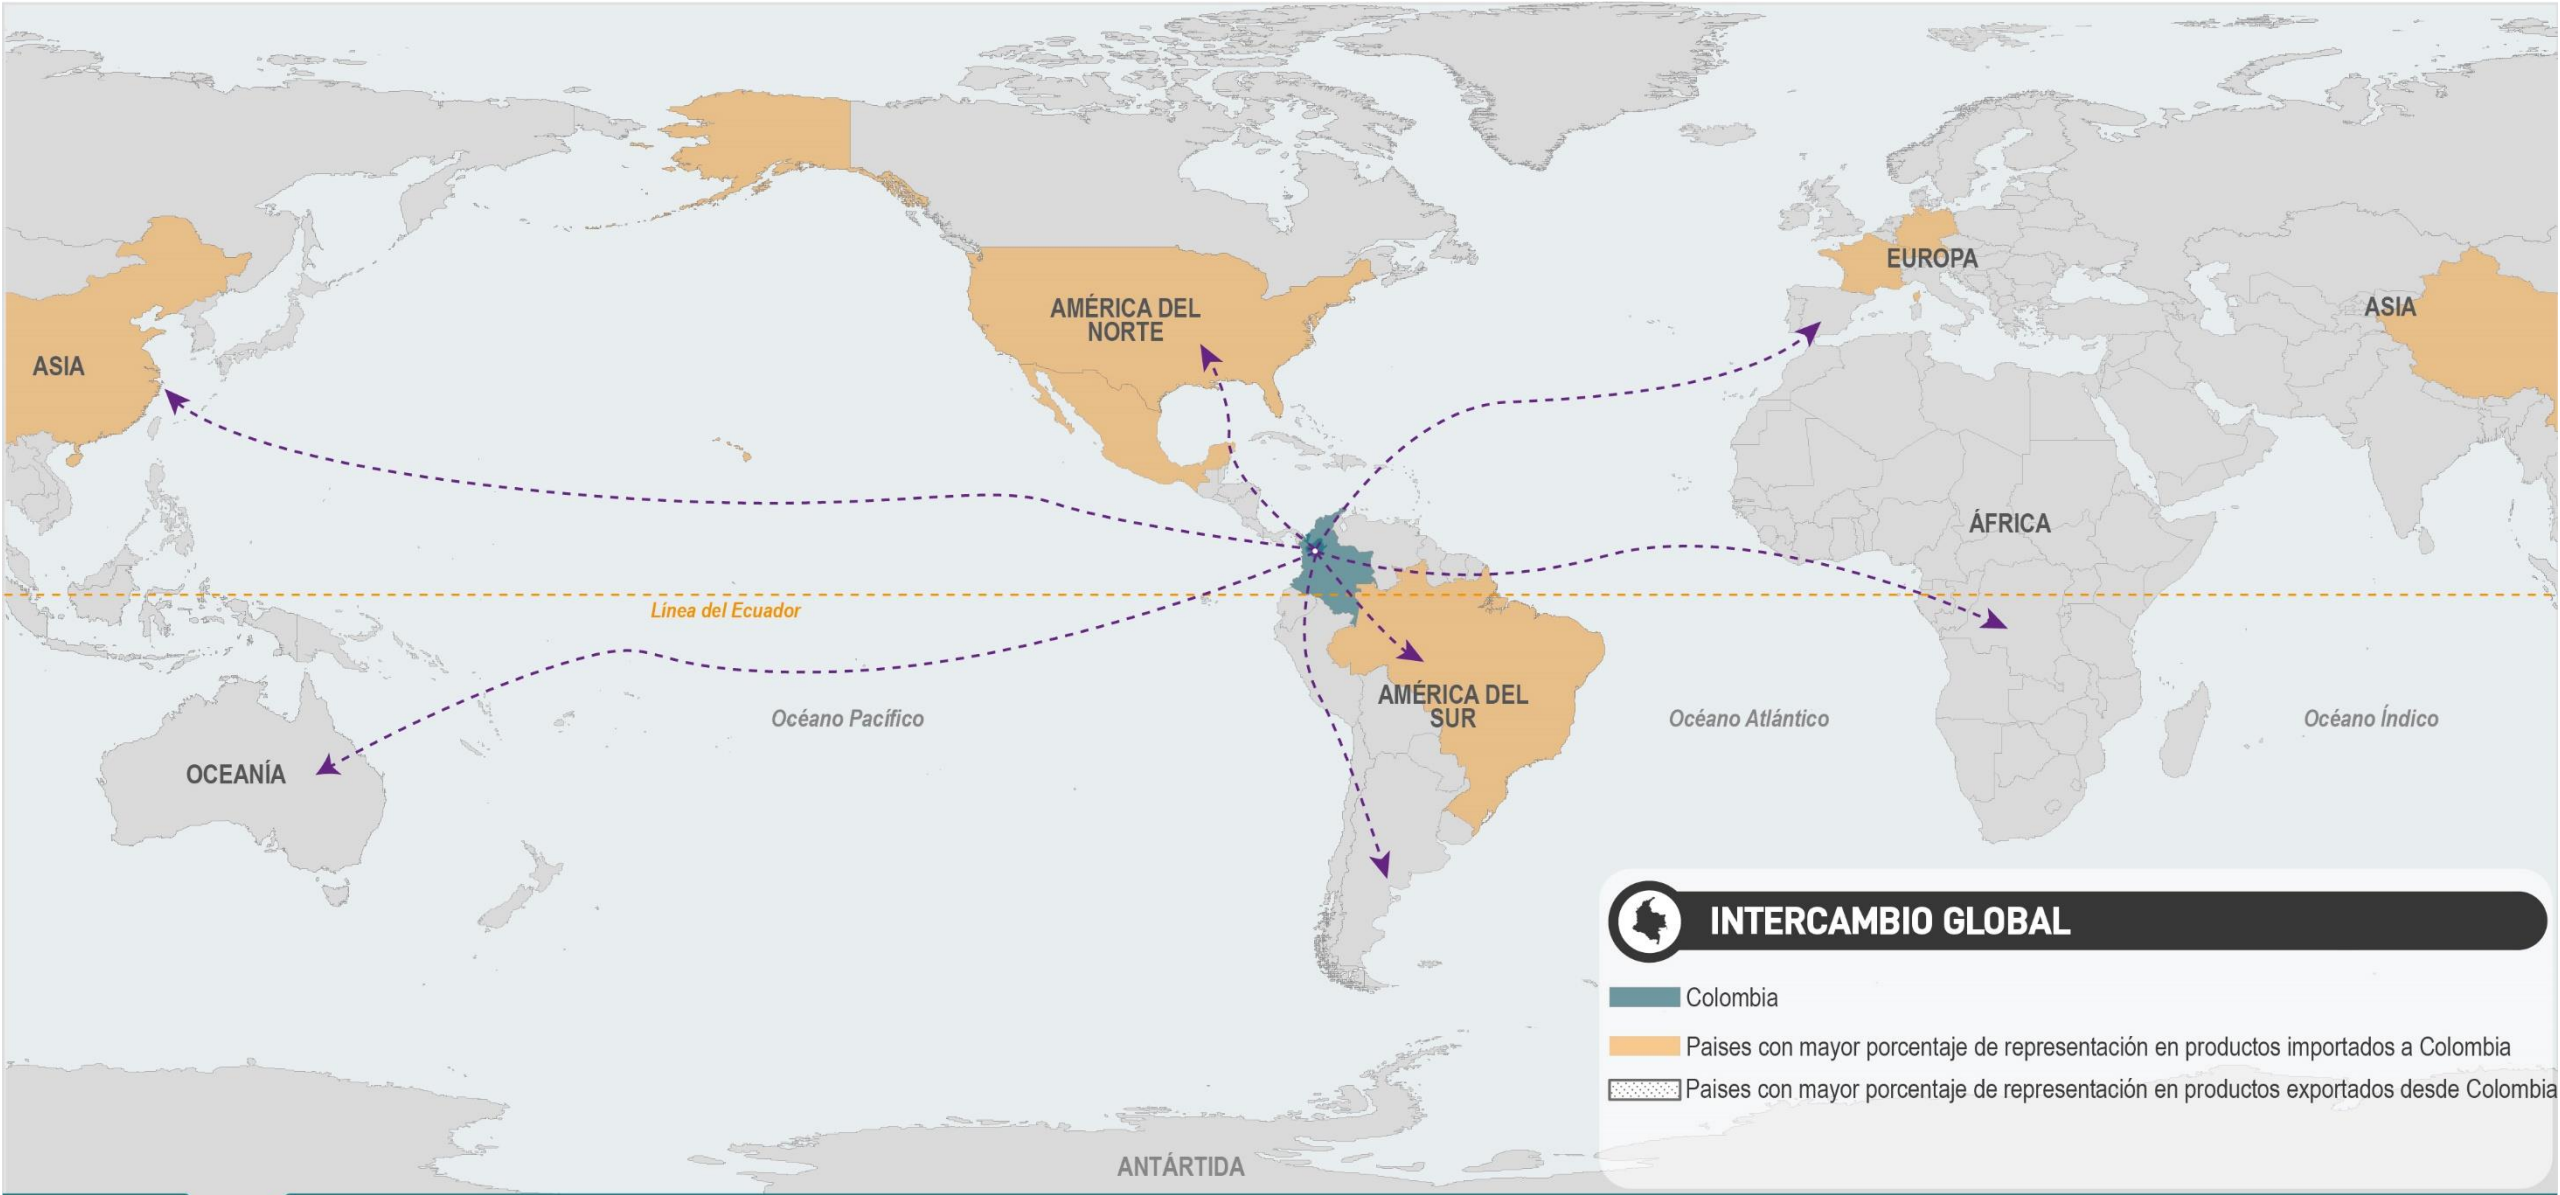 AMÉRICA DEL
NORTE
EUROPA
ASIA
ASIA
ÁFRICA
Línea del Ecuador
AMÉRICA DEL
SUR
Océano Pacífico
Océano Atlántico
Océano Índico
OCEANÍA
INTERCAMBIO GLOBAL
Colombia
Paises con mayor porcentaje de representación en productos importados a Colombia
Paises con mayor porcentaje de representación en productos exportados desde Colombia
ANTÁRTIDA